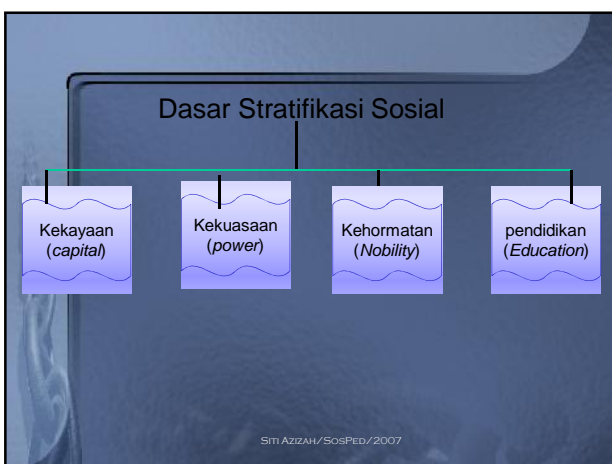 Dasar Stratifikasi Sosial
Kekayaan
(capital)
Kekuasaan
(power)
Kehormatan
(Nobility)
pendidikan
(Education)
SITI AZIZAH/SOSPED/2007